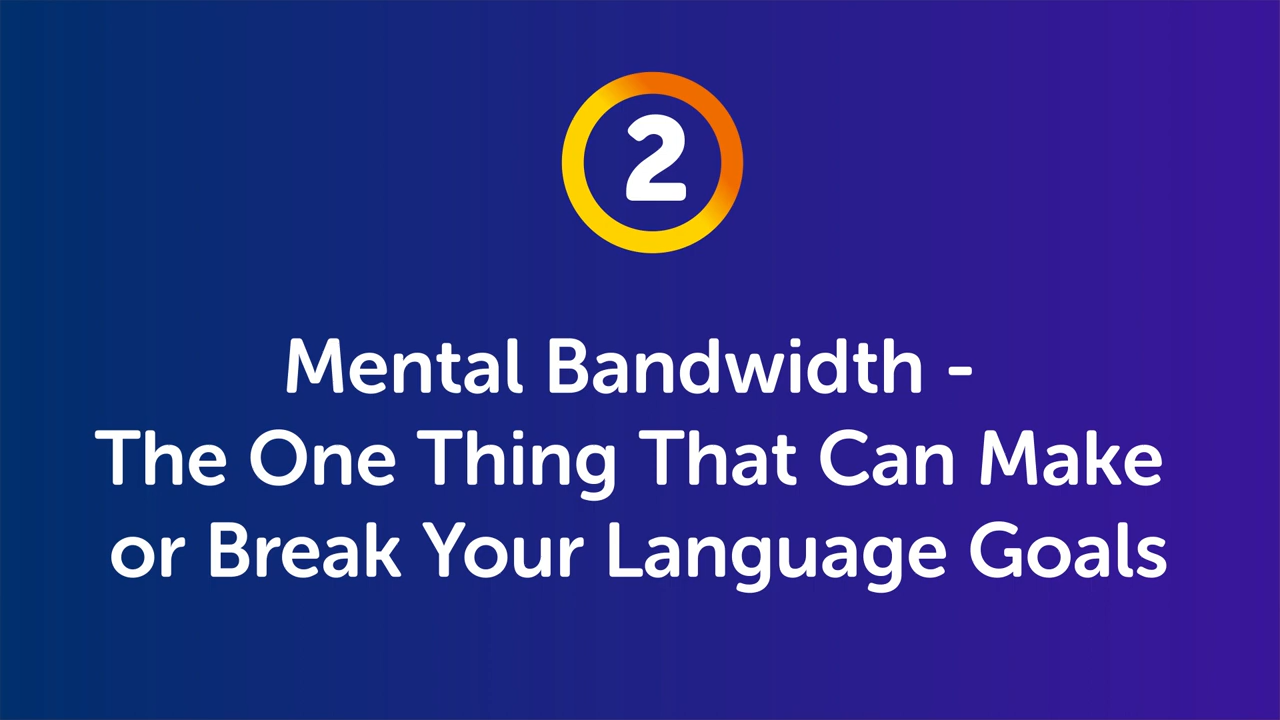 2
Mental Bandwidth -
The One Thing That Can Make
or Break Your Language Goals